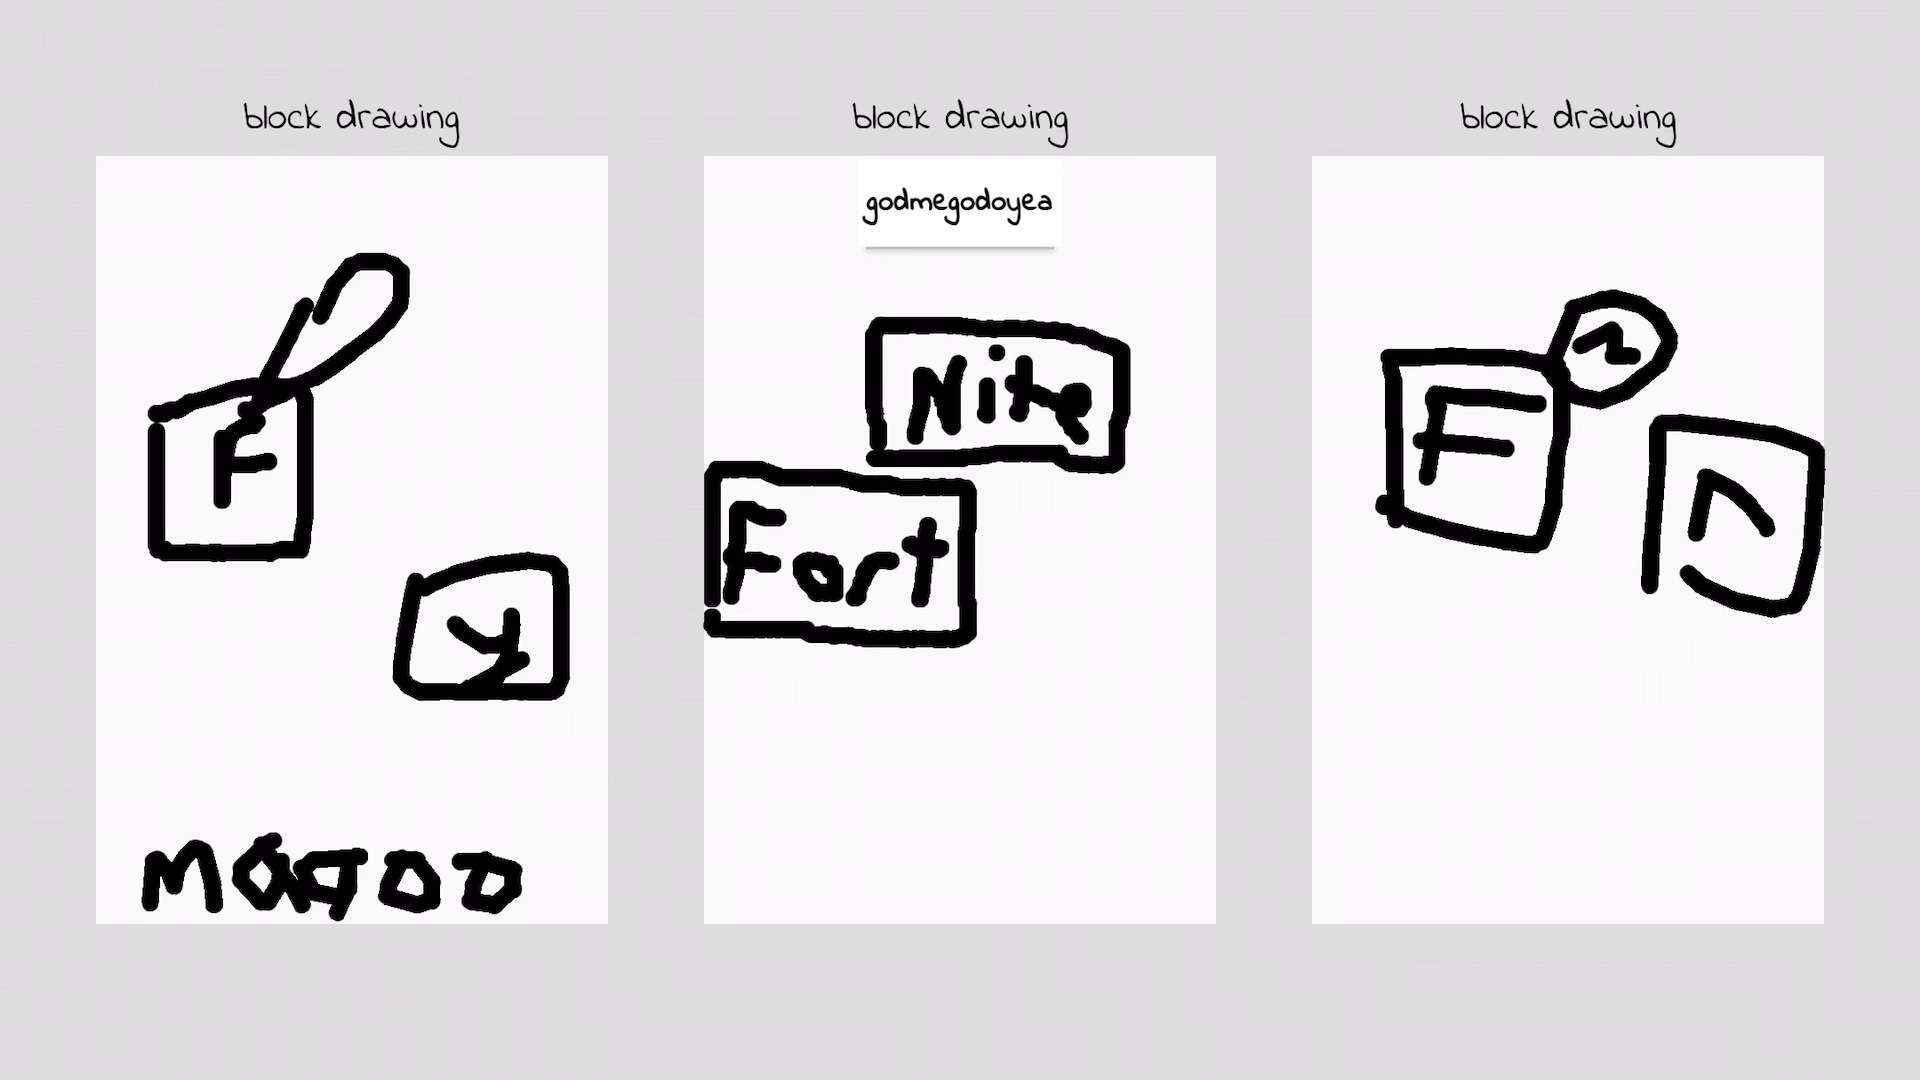 block drawing
F
y
block drawing
godmegodoyea
Nite
Fort
block drawing
F